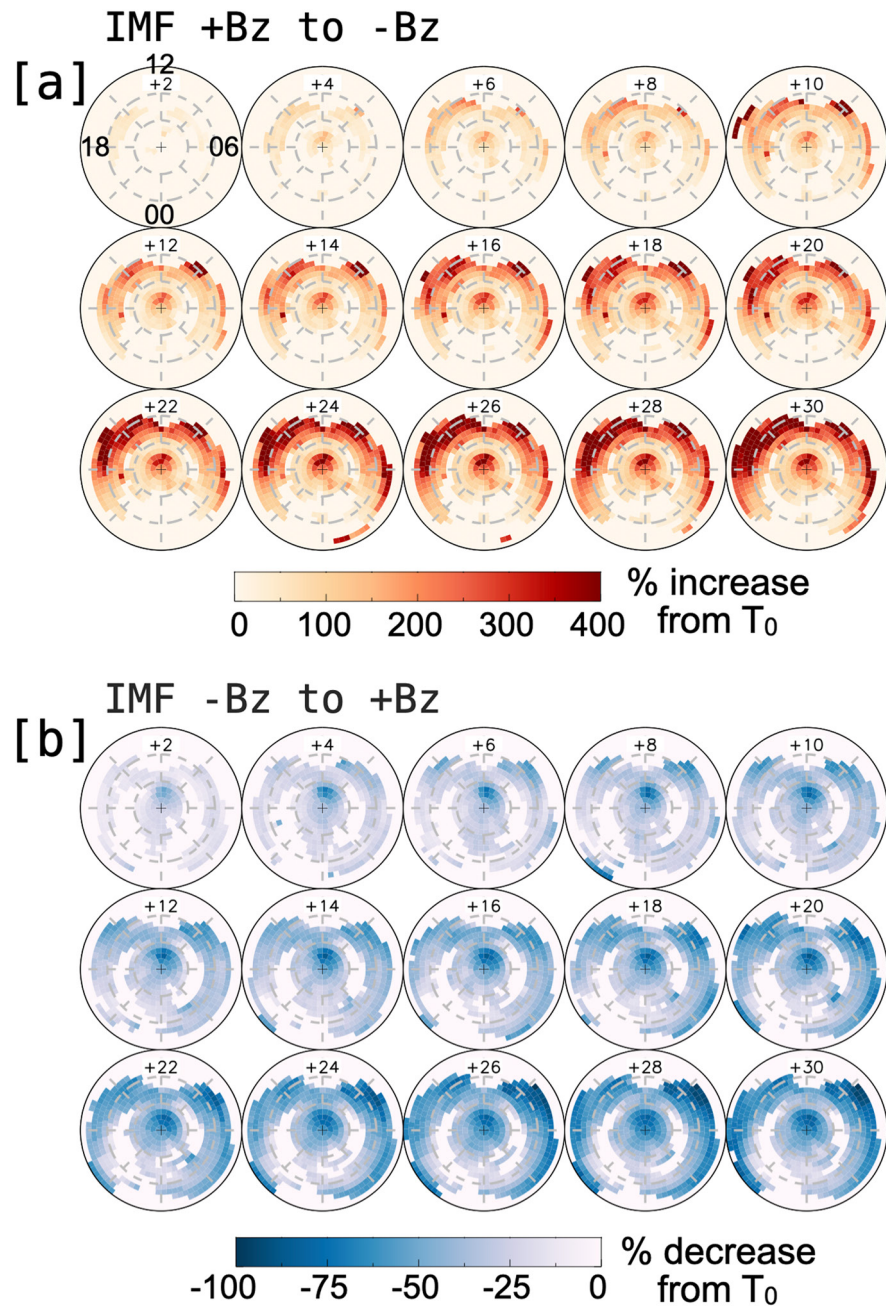 IMF +Bz to -Bz
[a]
12
+2 +4 +6 +8 +10
18 06
00
+12 +14 +16 +18 +20
+22 +24 +26 +28 +30
0 100 200 300 400
% increase
from T₀
IMF -Bz to +Bz
[b]
+2 +4 +6 +8 +10
+12 +14 +16 +18 +20
+22 +24 +26 +28 +30
-100 -75 -50 -25 0
% decrease
from T₀